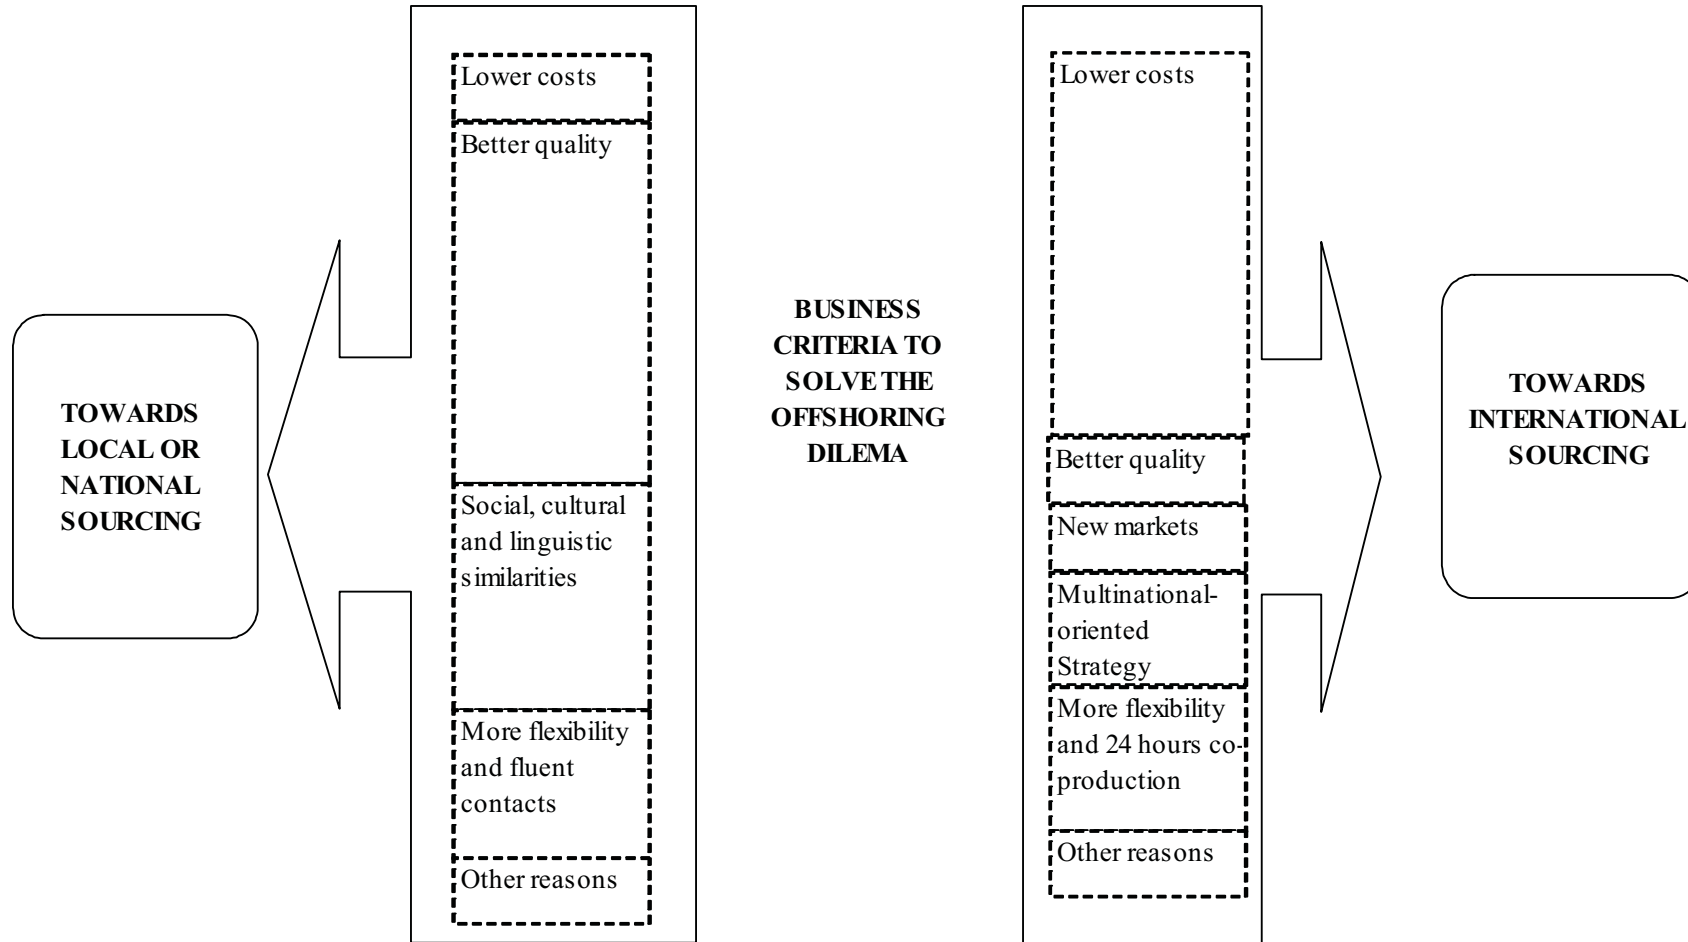 TOWARDS
LOCAL OR
NATIONAL
SOURCING
Lower costs
Better quality
Social, cultural
and linguistic
similarities
More flexibility
and fluent
contacts
Other reasons
BUSINESS
CRITERIA TO
SOLVE THE
OFFSHORING
DILEMA
Lower costs
Better quality
New markets
Multinational-
oriented
Strategy
More flexibility
and 24 hours co-
production
Other reasons
TOWARDS
INTERNATIONAL
SOURCING